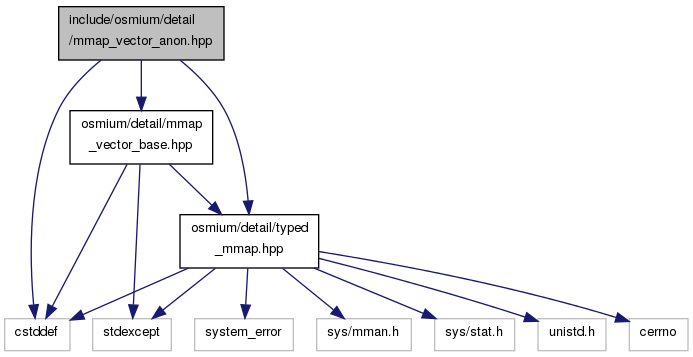 include/osmium/detail
/mmap_vector_anon.hpp
osmium/detail/mmap
_vector_base.hpp
osmium/detail/typed
_mmap.hpp
cstddef
stdexcept
system_error
sys/mman.h
sys/stat.h
unistd.h
cerrno